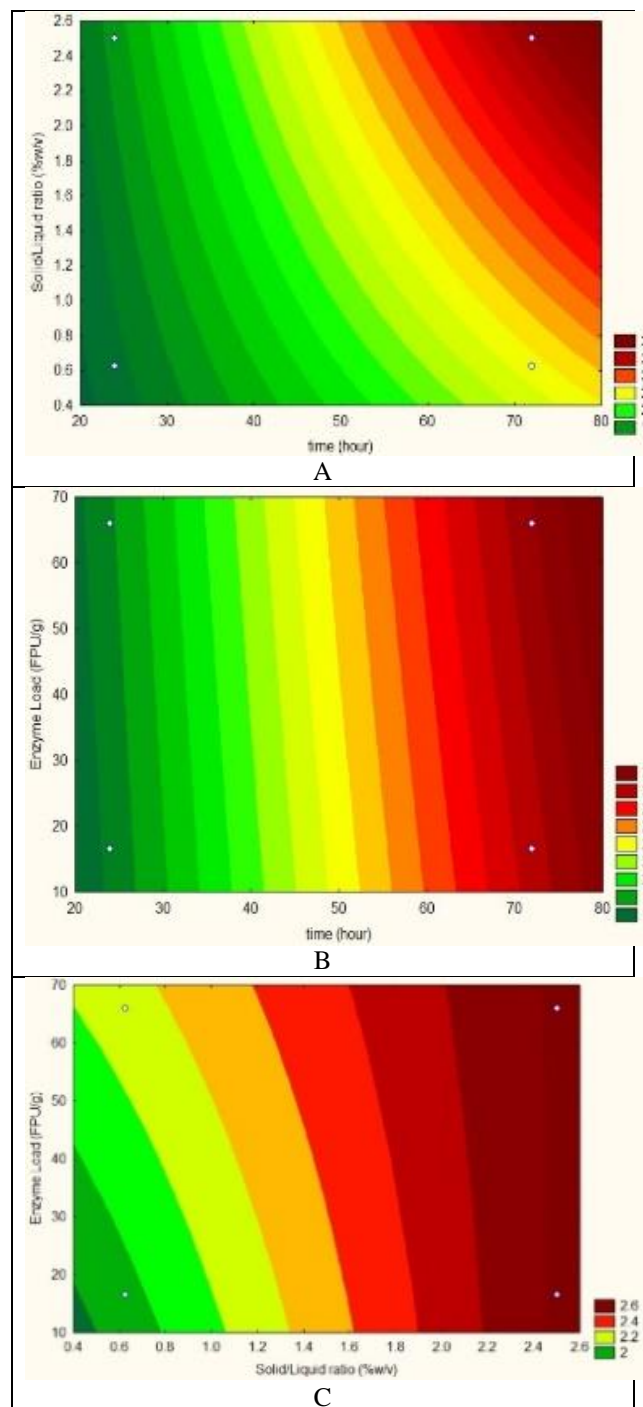 2.6
2.4
2.2
2.0
1.8
1.6
1.4
1.2
1.0
0.8
0.6
0.4
Solid/Liquid ratio (%w/v)
20 30 40 50 60 70 80
time (hour)
A
70
60
50
40
30
20
10
Enzyme Load (FPU/g)
20 30 40 50 60 70 80
time (hour)
B
70
60
50
40
30
20
10
Enzyme Load (FPU/g)
0.4 0.6 0.8 1.0 1.2 1.4 1.6 1.8 2.0 2.2 2.4 2.6
Solid/Liquid ratio (%w/v)
2.6
2.4
2.2
2
C